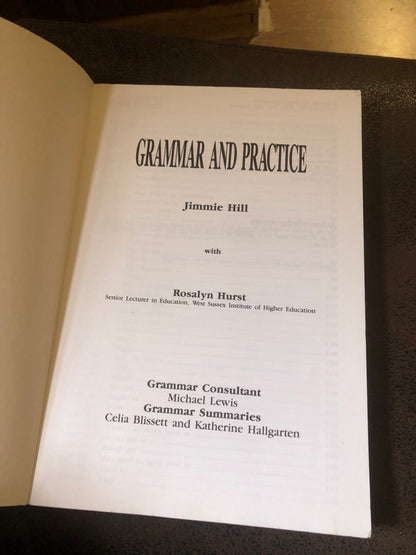 GRAMMAR AND PRACTICE
Jimmie Hill
with
Rosalyn Hurst
Senior Lecturer in Education, West Sussex Institute of Higher Education
Grammar Consultant
Michael Lewis
Grammar Summaries
Celia Blissett and Katherine Hallgarten